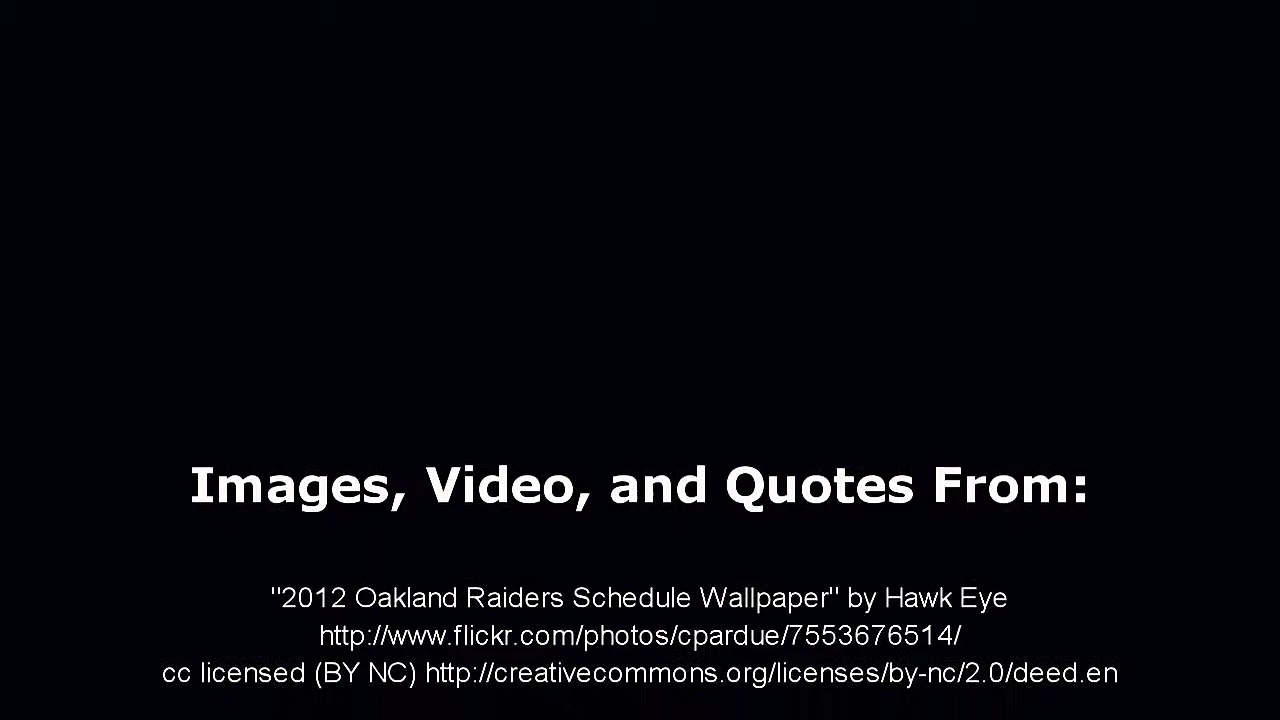 Images, Video, and Quotes From:
"2012 Oakland Raiders Schedule Wallpaper" by Hawk Eye
http://www.flickr.com/photos/cpardue/7553676514/
cc licensed (BY NC) http://creativecommons.org/licenses/by-nc/2.0/deed.en